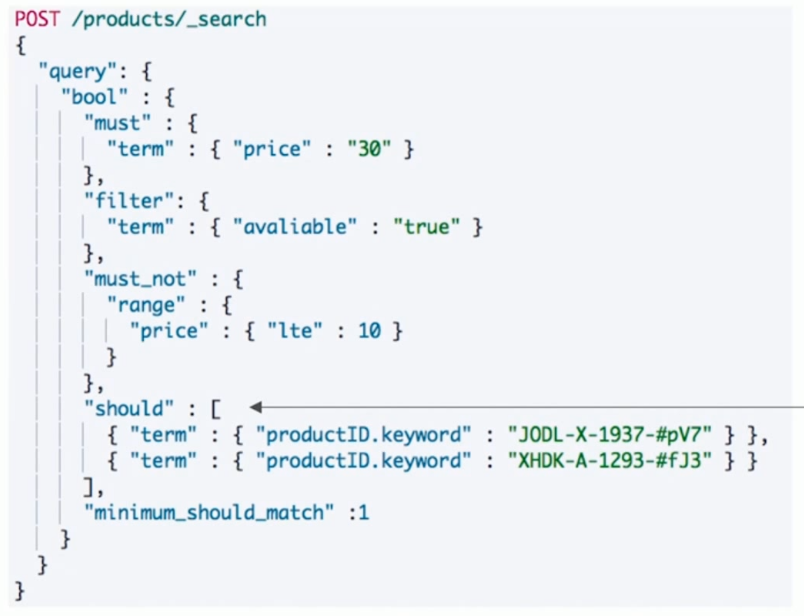 POST /products/_search
{
"query": {
"bool" : {
"must" : {
"term" : { "price" : "30" }
},
"filter": {
"term" : { "avaliable" : "true" }
},
"must_not" : {
"range" : {
"price" : { "lte" : 10 }
}
},
"should" : [
{ "term" : { "productID.keyword" : "JODL-X-1937-#pV7" } },
{ "term" : { "productID.keyword" : "XHDK-A-1293-#fJ3" } }
],
"minimum_should_match" :1
}
}
}